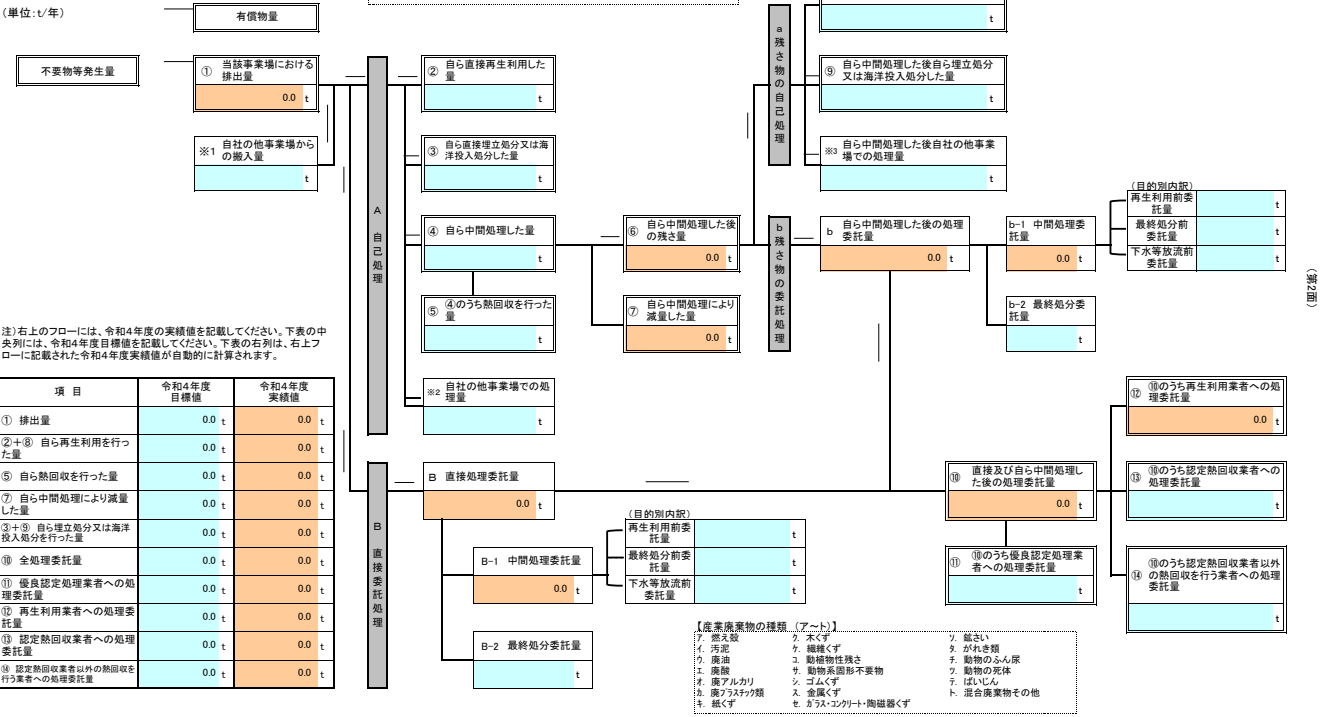 （単位:t/年）
有償物量
t
不要物等発生量
① 当該事業場における
排出量
0.0 t
※1 自社の他事業場から
の搬入量
t
A 自己処理
② 自ら直接再生利用した
量
t
③ 自ら直接埋立処分又は海
洋投入処分した量
t
④ 自ら中間処理した量
t
⑤ ④のうち熱回収を行った
量
t
※2 自社の他事業場での処
理量
t
⑥ 自ら中間処理した後
の残さ量
0.0 t
⑦ 自ら中間処理により
減量した量
0.0 t
a 残さ物の自己処理
⑨ 自ら中間処理した後自ら埋立処分
又は海洋投入処分した量
t
※3 自ら中間処理した後自社の他事業
場での処理量
t
b 残さ物の委託処理
b 自ら中間処理した後の処理
委託量
0.0 t
b-1 中間処理委
託量
0.0 t
(目的別内訳)
再生利用前委
託量
t
最終処分前
委託量
t
下水等放流前
委託量
t
b-2 最終処分委
託量
t
（第2面）
注）右上のフローには、令和４年度の実績値を記載してください。下表の中
央列には、令和４年度目標値を記載してください。下表の右列は、右上フ
ローに記載された令和４年度実績値が自動的に計算されます。
項 目 令和４年度
目標値 令和４年度
実績値
① 排出量 0.0 t 0.0 t
②＋⑧ 自ら再生利用を行っ
た量 0.0 t 0.0 t
⑤ 自ら熱回収を行った量 0.0 t 0.0 t
⑦ 自ら中間処理により減量
した量 0.0 t 0.0 t
③＋⑨ 自ら埋立処分又は海洋
投入処分を行った量 0.0 t 0.0 t
⑩ 全処理委託量 0.0 t 0.0 t
⑪ 優良認定処理業者への処
理委託量 0.0 t 0.0 t
⑫ 再生利用業者への処理委
託量 0.0 t 0.0 t
⑬ 認定熱回収業者への処理
委託量 0.0 t 0.0 t
⑭ 認定熱回収業者以外の熱回収を
行う業者への処理委託量 0.0 t 0.0 t
B 直接委託処理
B 直接処理委託量
0.0 t
B-1 中間処理委託量
0.0 t
(目的別内訳)
再生利用前委
託量
t
最終処分前委
託量
t
下水等放流前
委託量
t
B-2 最終処分委託量
t
⑩ 直接及び自ら中間処理し
た後の処理委託量
0.0 t
⑪ ⑩のうち優良認定処理業
者への処理委託量
t
⑫ ⑩のうち再生利用業者への処
理委託量
0.0 t
⑬ ⑩のうち認定熱回収業者への
処理委託量
t
⑭ ⑩のうち認定熱回収業者以外
の熱回収を行う業者への処理
委託量
t
【産業廃棄物の種類 （ア～ト）】
ア. 燃え殻 ク. 木くず ソ. 鉱さい
イ. 汚泥 ケ. 繊維くず タ. がれき類
ウ. 廃油 コ. 動植物性残さ チ. 動物のふん尿
エ. 廃酸 サ. 動物系固形不要物 ツ. 動物の死体
オ. 廃アルカリ シ. ゴムくず テ. ばいじん
カ. 廃プラスチック類 ス. 金属くず ト. 混合廃棄物その他
キ. 紙くず セ. ガラス・コンクリート・陶磁器くず